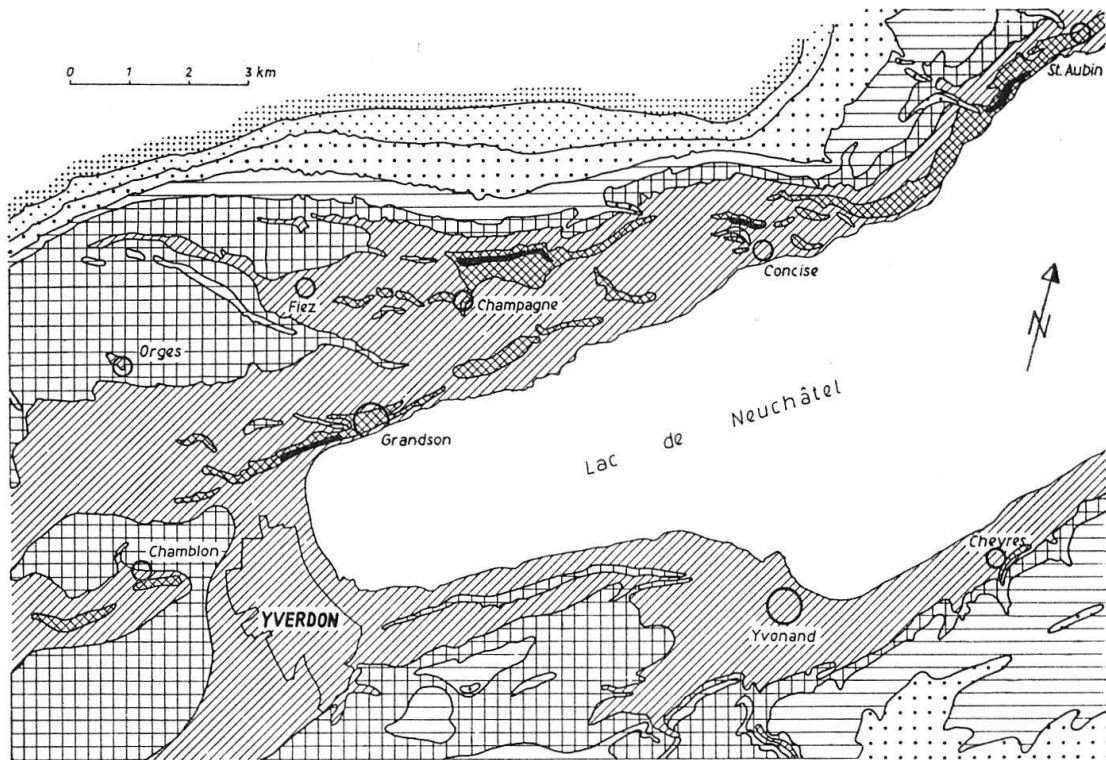 0 1 2 3 km
St. Aubin
Concise
Fiez
Champagne
Orges
N
Grandson
Lac de Neuchâtel
Chamblon
Cheyres
YVERDON
Yvonand